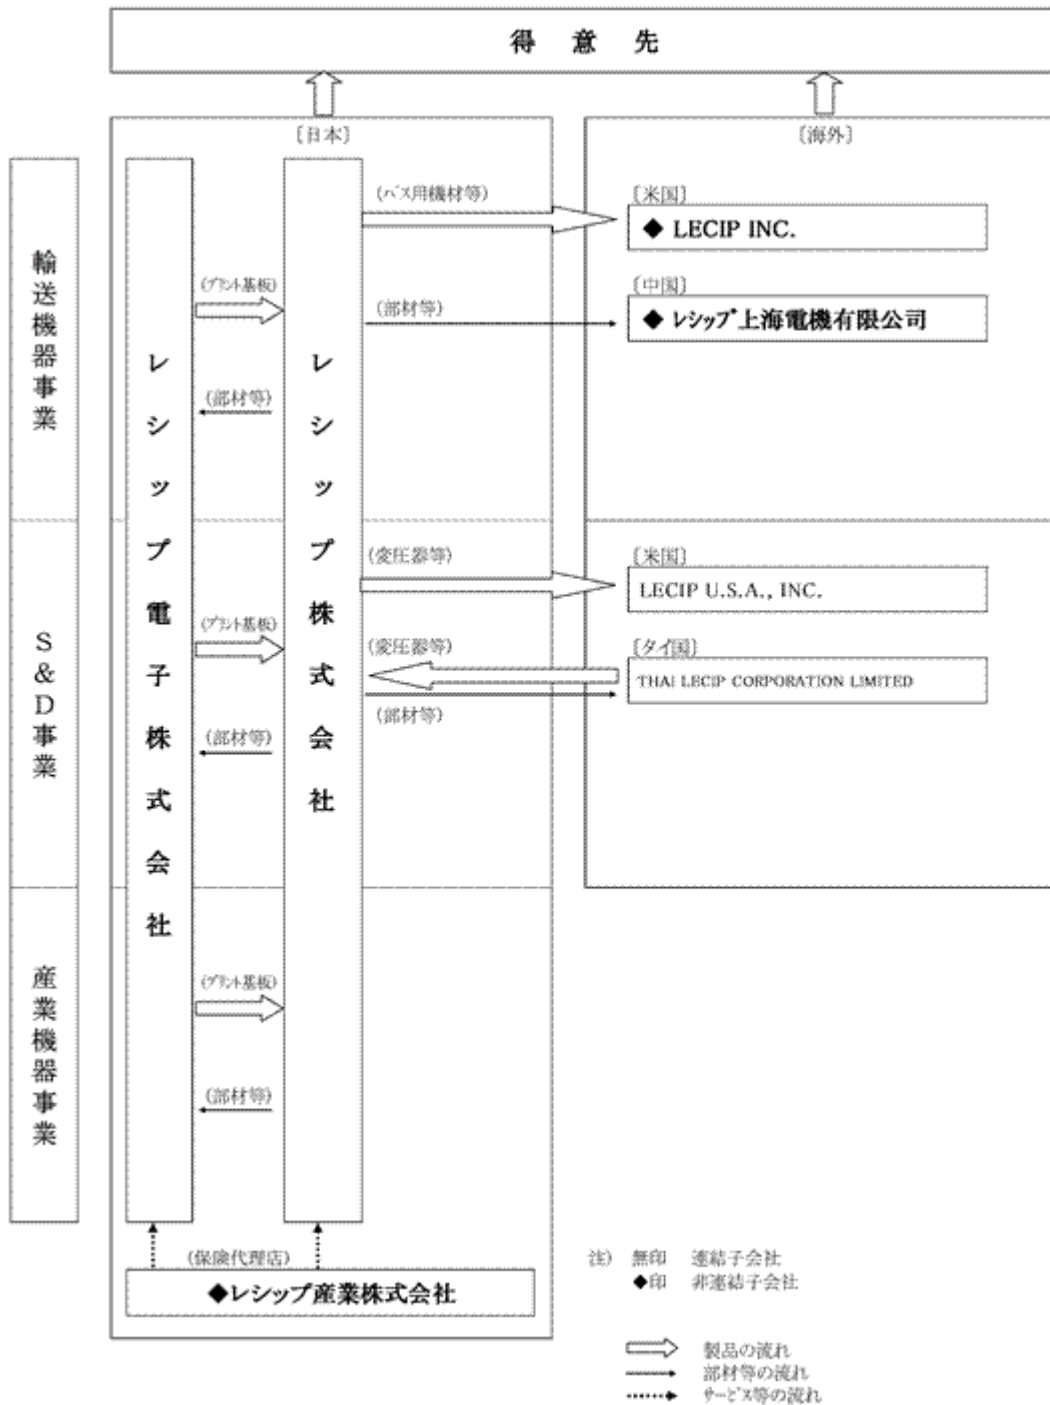 得意先
〔日本〕
〔海外〕
輸送機器事業
S&D事業
産業機器事業
レシップ電子株式会社
レシップ株式会社
(プリント基板)
(部材等)
(プリント基板)
(部材等)
(プリント基板)
(部材等)
(バス用機材等)
〔米国〕
◆ LECIP INC.
(部材等)
〔中国〕
◆ レシップ上海電機有限公司
(変圧器等)
〔米国〕
LECIP U.S.A., INC.
(変圧器等)
〔タイ国〕
THAI LECIP CORPORATION LIMITED
(部材等)
(保険代理店)
◆レシップ産業株式会社
注) 無印 連結子会社
◆印 非連結子会社
製品の流れ
部材等の流れ
サービス等の流れ